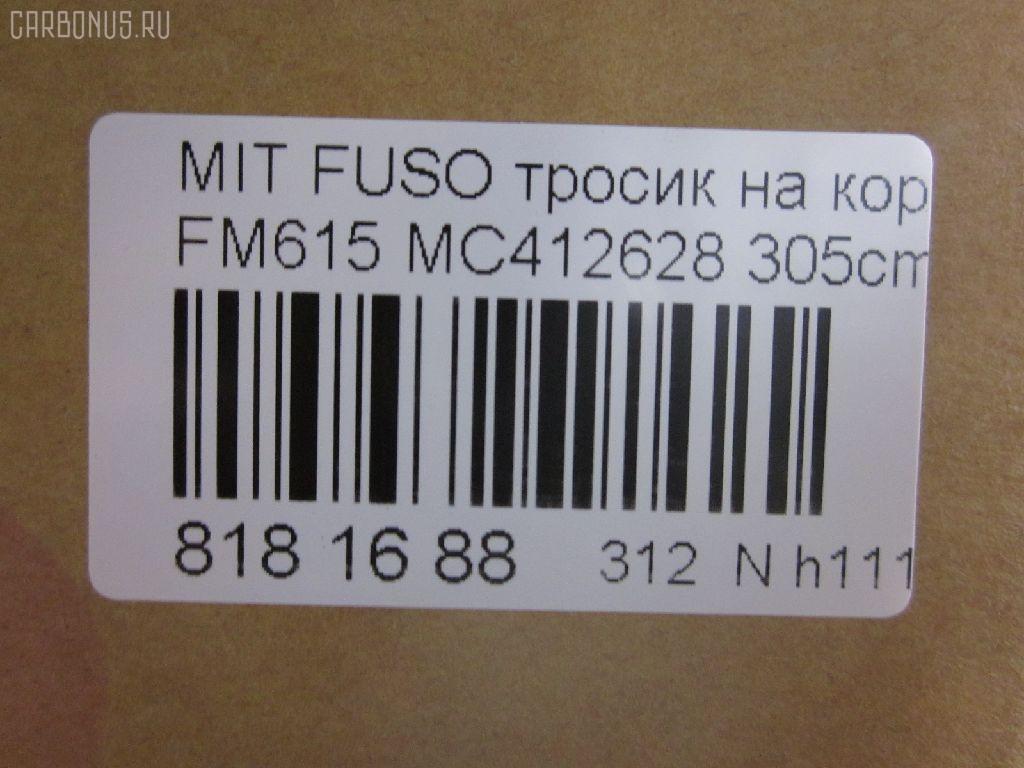 CARBONUS.RU
MIT FUSO тросик на кор
FM615 MC412628 305cm
818 16 88 312 N h111